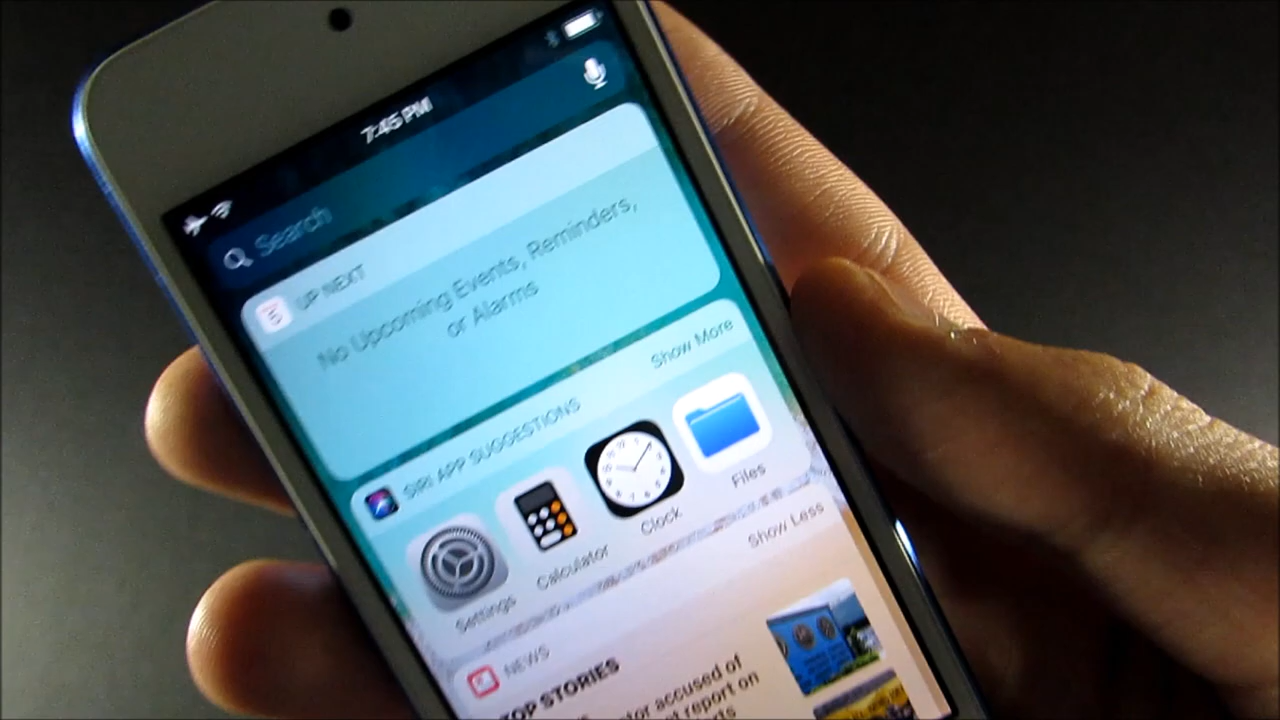 7:45 PM
Search
UP NEXT
5
No Upcoming Events, Reminders,
or Alarms
SIRI APP SUGGESTIONS
Show More
Settings
Calculator
Clock
Files
NEWS
Show Less
TOP STORIES
accused of
report on